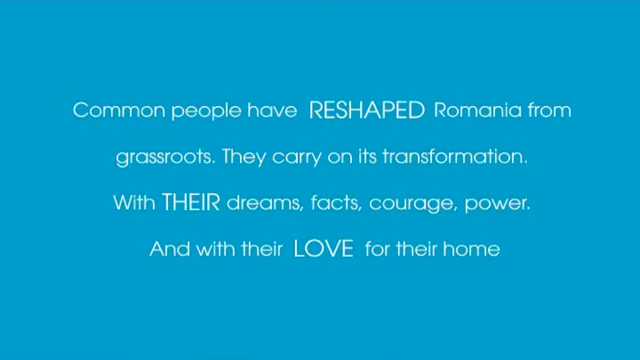 Common people have RESHAPED Romania from
grassroots. They carry on its transformation.
With THEIR dreams, facts, courage, power.
And with their LOVE for their home